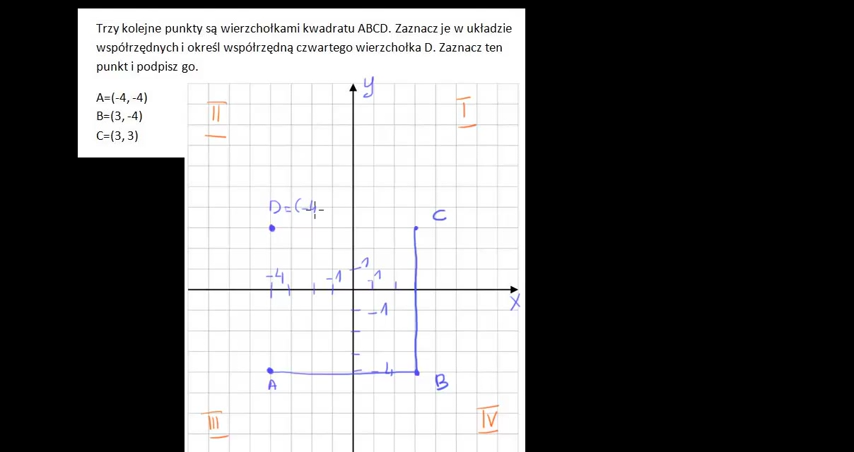 Trzy kolejne punkty są wierzchołkami kwadratu ABCD. Zaznacz je w układzie
współrzędnych i określ współrzędną czwartego wierzchołka D. Zaznacz ten
punkt i podpisz go.
A=(-4, -4)
B=(3, -4)
C=(3, 3)
y
II
I
D=(-4-
C
1
-4
-1
1
x
-1
-4
A
B
III
IV